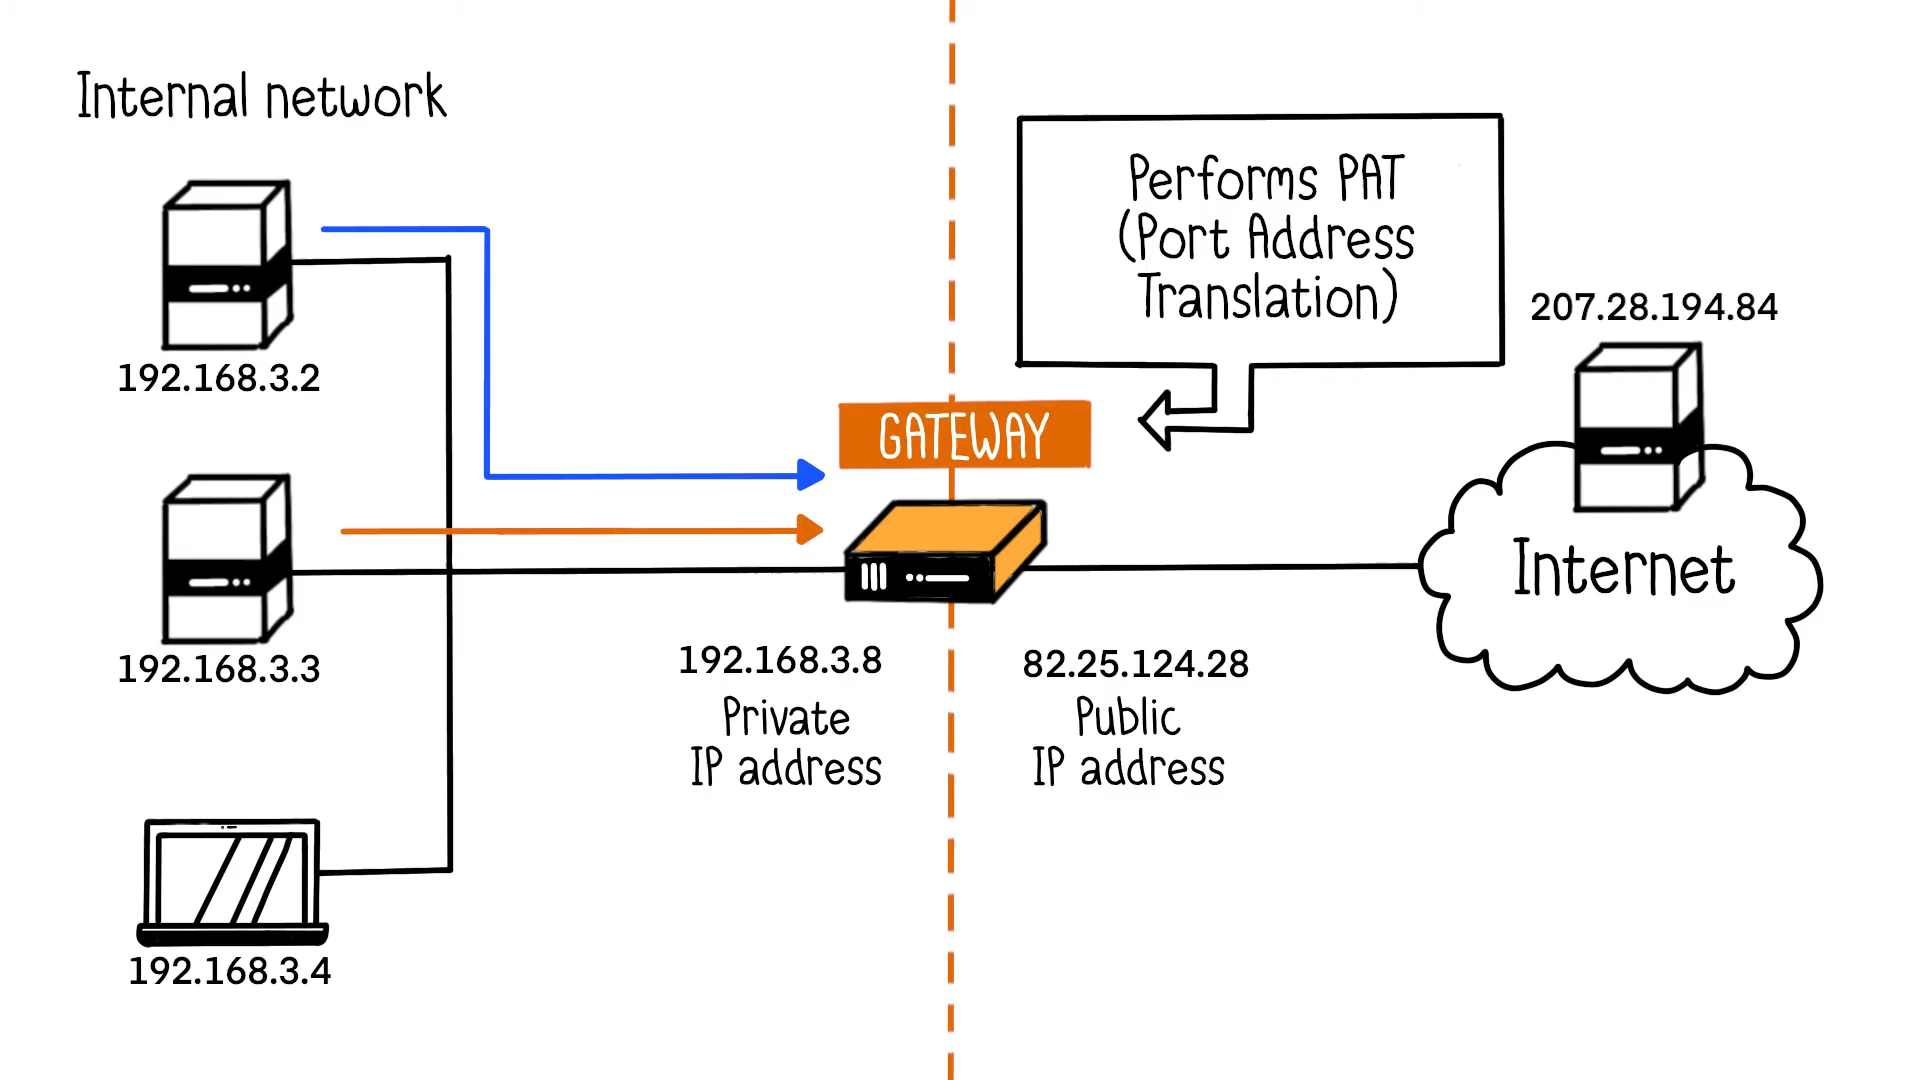 Internal network
192.168.3.2
192.168.3.3
192.168.3.4
Performs PAT
(Port Address
Translation)
GATEWAY
192.168.3.8
Private
IP address
82.25.124.28
Public
IP address
207.28.194.84
Internet